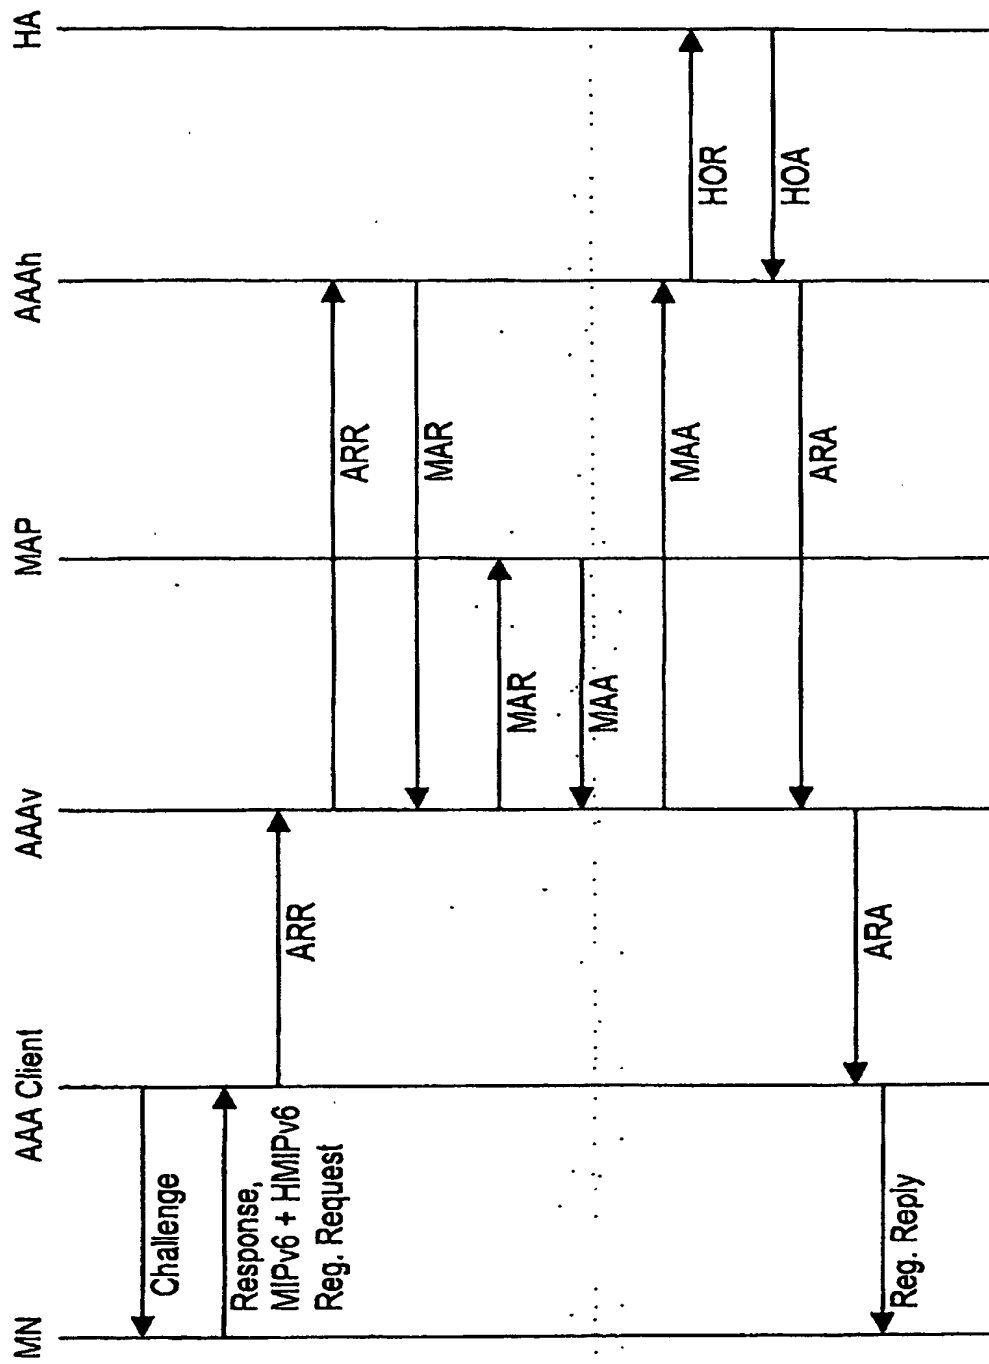 MN
AAA Client
AAAv
MAP
AAAh
HA
Challenge
Response,
MIPv6 + HMIPv6
Reg. Request
ARR
ARR
MAR
MAR
MAA
MAA
HOR
HOA
ARA
ARA
Reg. Reply